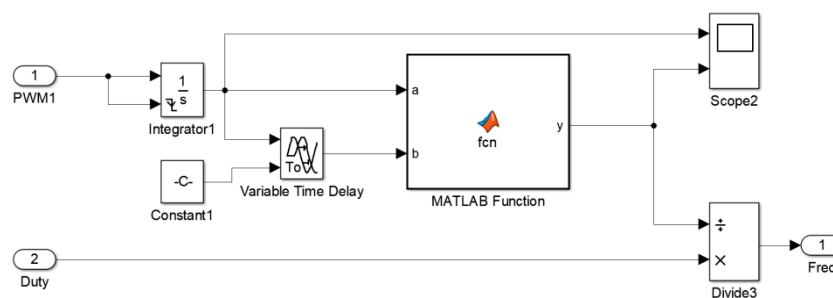 1
PWM1
1
s
Integrator1
-C-
Constant1
To
Variable Time Delay
a
b
fcn
y
MATLAB Function
Scope2
2
Duty
÷
×
Divide3
1
Freq